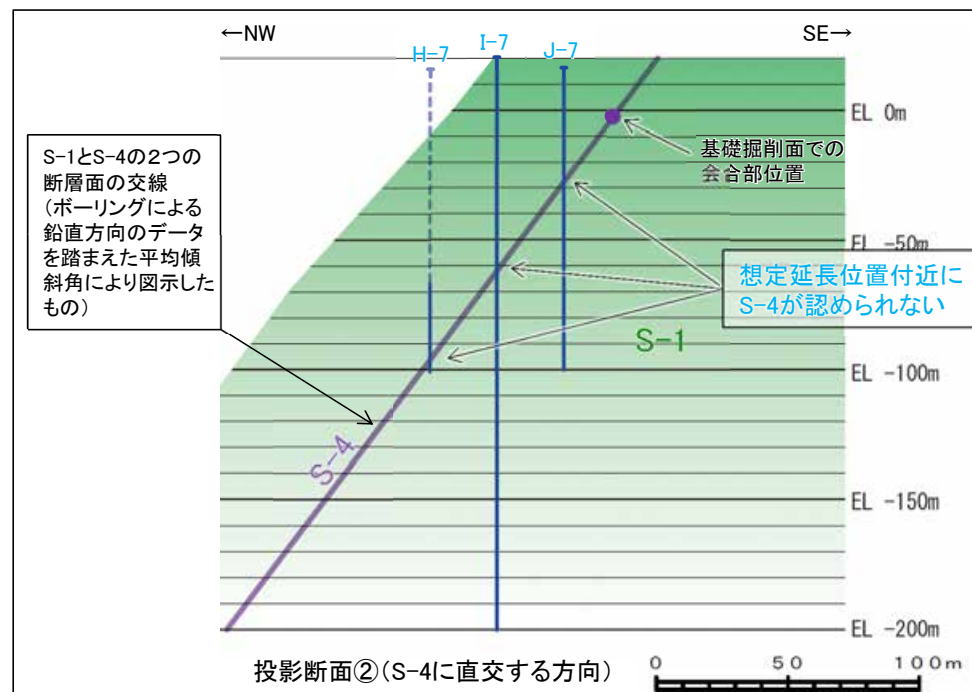 ←NW
SE→
H-7
I-7
J-7
EL 0m
基礎掘削面での
会合部位置
S-1とS-4の2つの
断層面の交線
(ボーリングによる
鉛直方向のデータ
を踏まえた平均傾
斜角により図示した
もの)
EL -50m
想定延長位置付近に
S-4が認められない
S-1
EL -100m
S-4
EL -150m
EL -200m
投影断面②(S-4に直交する方向)
0 50 100m